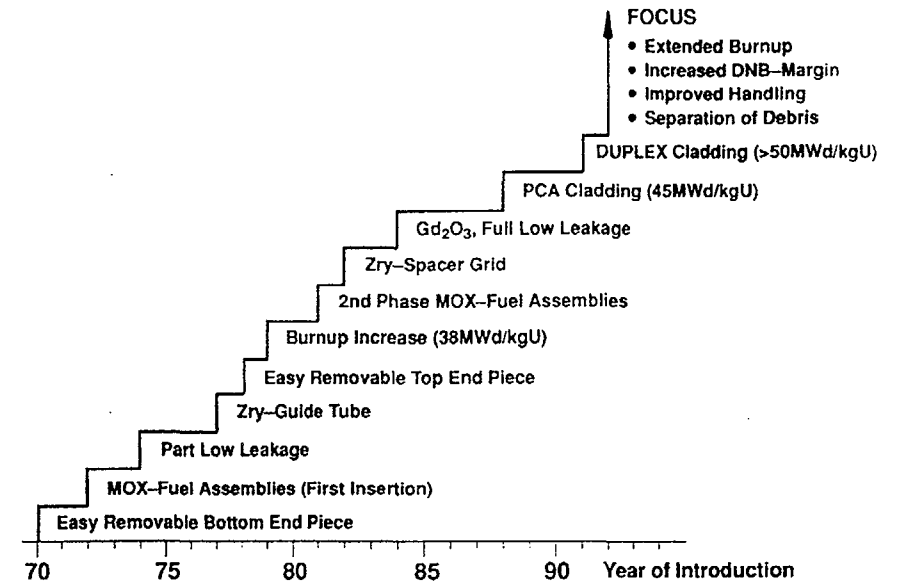 FOCUS
• Extended Burnup
• Increased DNB–Margin
• Improved Handling
• Separation of Debris
DUPLEX Cladding (>50MWd/kgU)
PCA Cladding (45MWd/kgU)
Gd₂O₃, Full Low Leakage
Zry–Spacer Grid
2nd Phase MOX–Fuel Assemblies
Burnup Increase (38MWd/kgU)
Easy Removable Top End Piece
Zry–Guide Tube
Part Low Leakage
MOX–Fuel Assemblies (First Insertion)
Easy Removable Bottom End Piece
70 75 80 85 90 Year of Introduction